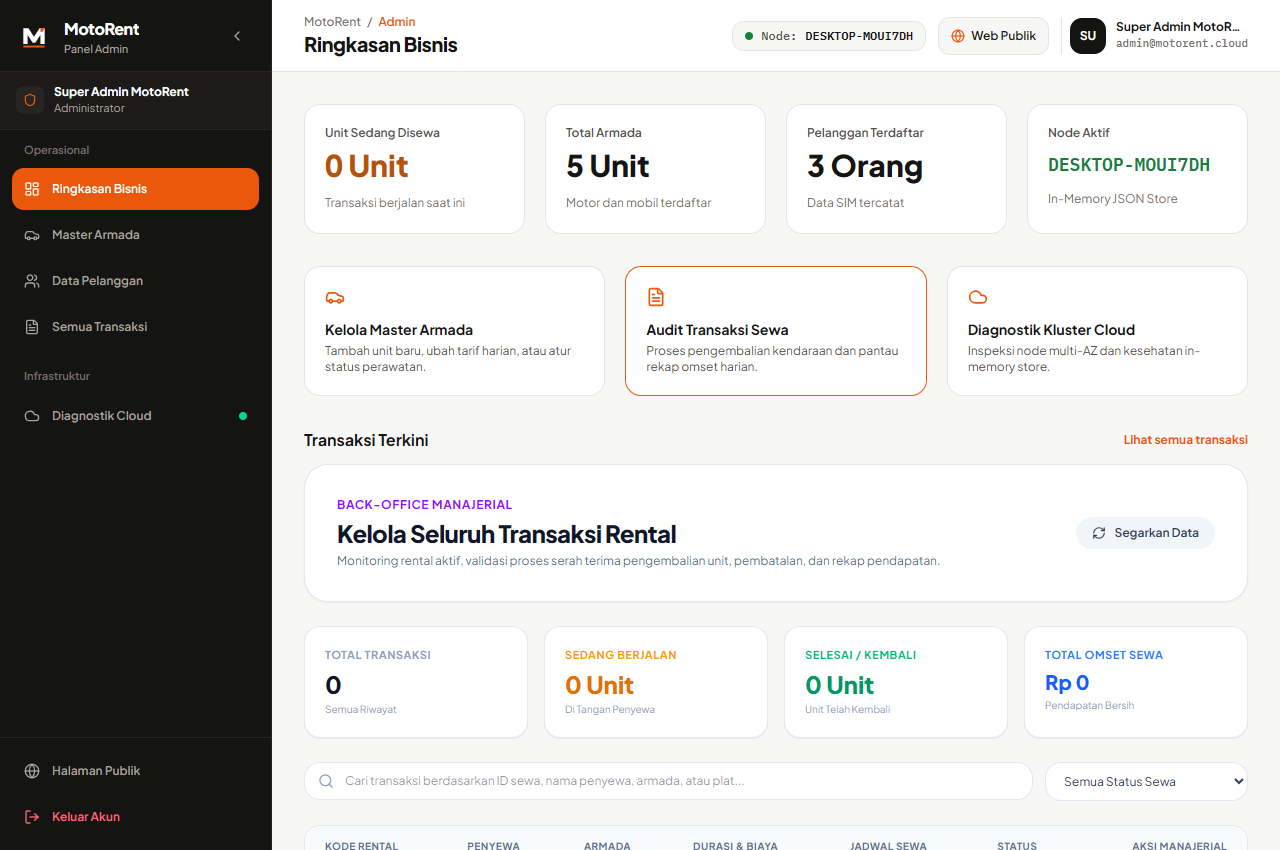 MotoRent
Panel Admin
Super Admin MotoRent
Administrator
Operasional
Ringkasan Bisnis
Master Armada
Data Pelanggan
Semua Transaksi
Infrastruktur
Diagnostik Cloud
Halaman Publik
Keluar Akun
MotoRent / Admin
Ringkasan Bisnis
Node: DESKTOP-MOUI7DH
Web Publik
SU
Super Admin MotoR...
admin@motorent.cloud
Unit Sedang Disewa
0 Unit
Transaksi berjalan saat ini
Total Armada
5 Unit
Motor dan mobil terdaftar
Pelanggan Terdaftar
3 Orang
Data SIM tercatat
Node Aktif
DESKTOP-MOUI7DH
In-Memory JSON Store
Kelola Master Armada
Tambah unit baru, ubah tarif harian, atau atur
status perawatan.
Audit Transaksi Sewa
Proses pengembalian kendaraan dan pantau
rekap omset harian.
Diagnostik Kluster Cloud
Inspeksi node multi-AZ dan kesehatan in-
memory store.
Transaksi Terkini
Lihat semua transaksi
BACK-OFFICE MANAJERIAL
Kelola Seluruh Transaksi Rental
Monitoring rental aktif, validasi proses serah terima pengembalian unit, pembatalan, dan rekap pendapatan.
Segarkan Data
TOTAL TRANSAKSI
0
Semua Riwayat
SEDANG BERJALAN
0 Unit
Di Tangan Penyewa
SELESAI / KEMBALI
0 Unit
Unit Telah Kembali
TOTAL OMSET SEWA
Rp 0
Pendapatan Bersih
Cari transaksi berdasarkan ID sewa, nama penyewa, armada, atau plat...
Semua Status Sewa
KODE RENTAL PENYEWA ARMADA DURASI & BIAYA JADWAL SEWA STATUS AKSI MANAJERIAL